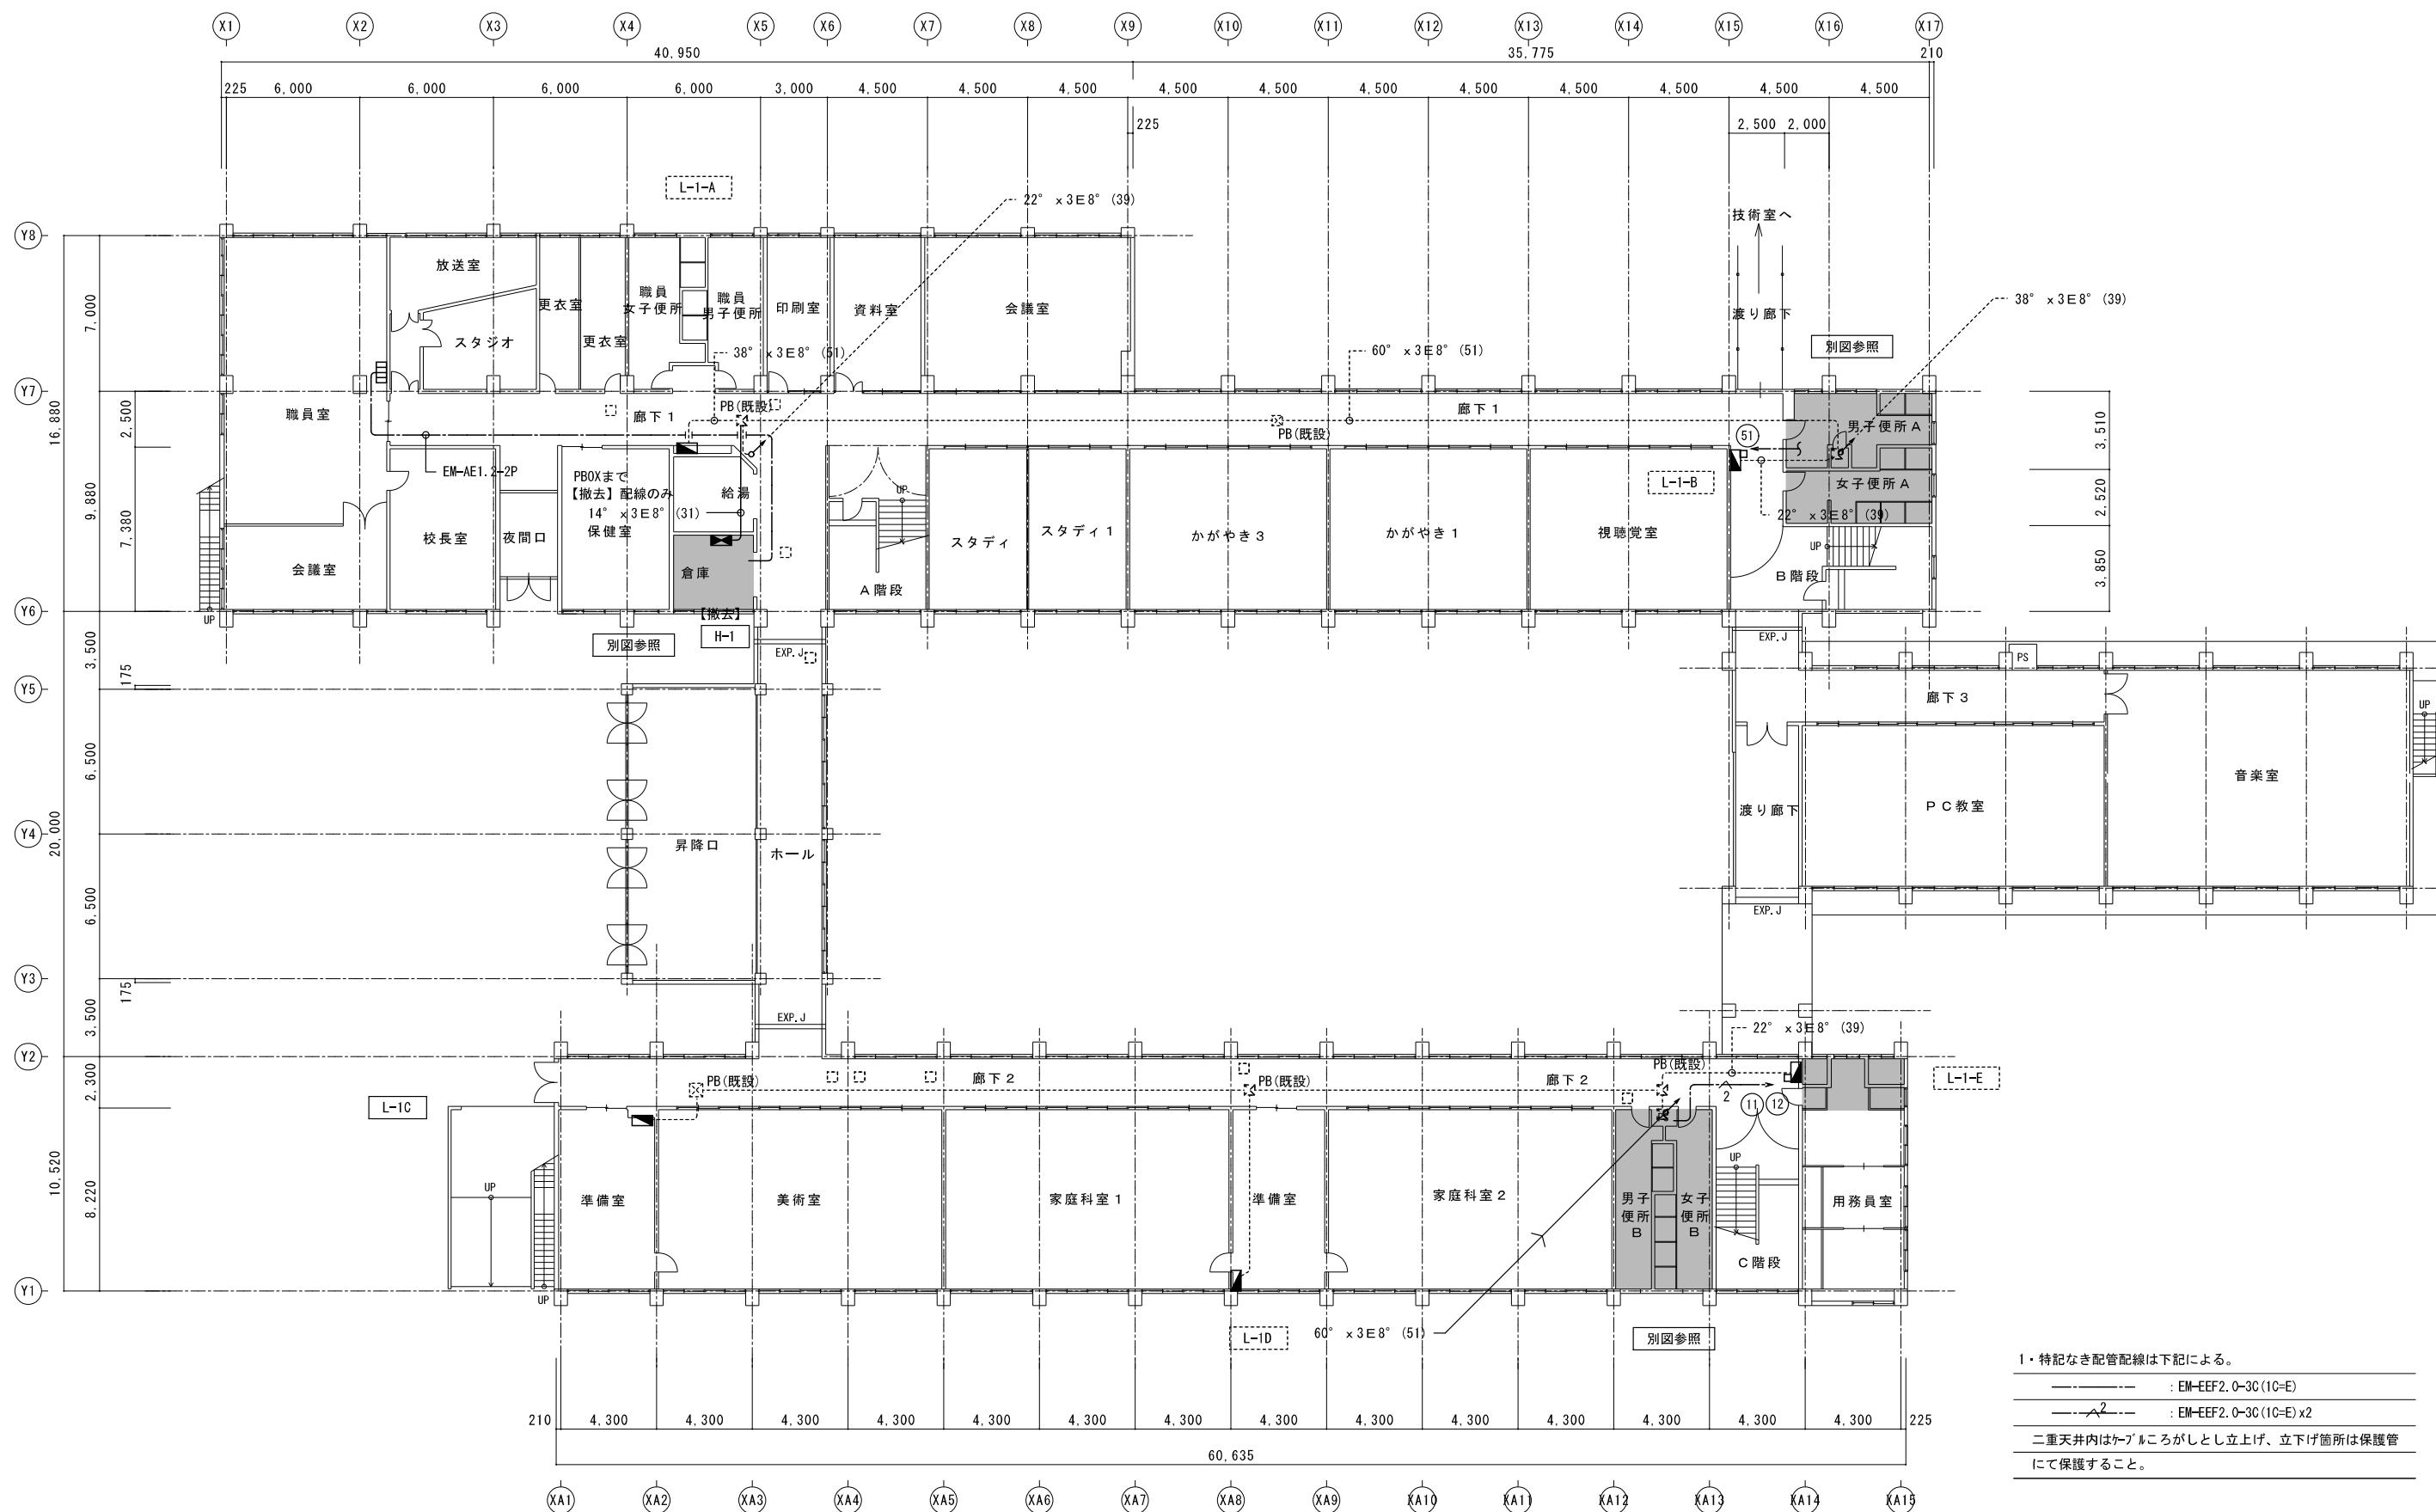 X1 X2 X3 X4 X5 X6 X7 X8 X9 X10 X11 X12 X13 X14 X15 X16 X17
40,950 35,775 210
225 6,000 6,000 6,000 6,000 3,000 4,500 4,500 4,500 4,500 4,500 4,500 4,500 4,500 4,500 4,500 4,500
225 2,500 2,000
L-1-A
22° x3E8° (39)
技術室へ
Y8
放送室
更衣室
職員
女子便所
職員
男子便所
印刷室
資料室
会議室
スタジオ
更衣室
渡り廊下
38° x3E8° (39)
別図参照
38° x3E8° (51)
60° x3E8° (51)
7,000
Y7
職員室
廊下1
PB(既設)
PB(既設)
廊下1
51
男子便所A
16,880
2,500
9,880
7,380
3,510
2,520
3,850
EM-AE1.2-2P
PBOXまで
【撤去】配線のみ
14° x3E8° (31)
保健室
給湯
UP
L-1-B
女子便所A
22° x3E8° (39)
校長室
夜間口
会議室
倉庫
A階段
スタディ
スタディ1
かがやき3
かがやき1
視聴覚室
UP
B階段
Y6
UP
【撤去】
H-1
別図参照
EXP.J
EXP.J
PS
3,500
175
Y5
廊下3
UP
6,500
音楽室
PC教室
渡り廊下
Y4
20,000
昇降口
ホール
6,500
EXP.J
Y3
175
3,500
EXP.J
22° x3E8° (39)
Y2
2,300
PB(既設)
廊下2
PB(既設)
廊下2
PB(既設)
2
11 12
L-1-E
L-1C
10,520
8,220
UP
準備室
美術室
家庭科室1
準備室
家庭科室2
男子
便所
B
女子
便所
B
UP
C階段
用務員室
Y1
UP
L-1D
60° x3E8° (51)
別図参照
210 4,300 4,300 4,300 4,300 4,300 4,300 4,300 4,300 4,300 4,300 4,300 4,300 4,300 4,300 225
60,635
XA1 XA2 XA3 XA4 XA5 XA6 XA7 XA8 XA9 XA10 XA11 XA12 XA13 XA14 XA15
1・特記なき配管配線は下記による。
:EM-EEF2.0-3C(1C=E)
2 :EM-EEF2.0-3C(1C=E)x2
二重天井内はケーブルころがしとし立上げ、立下げ箇所は保護管
にて保護すること。